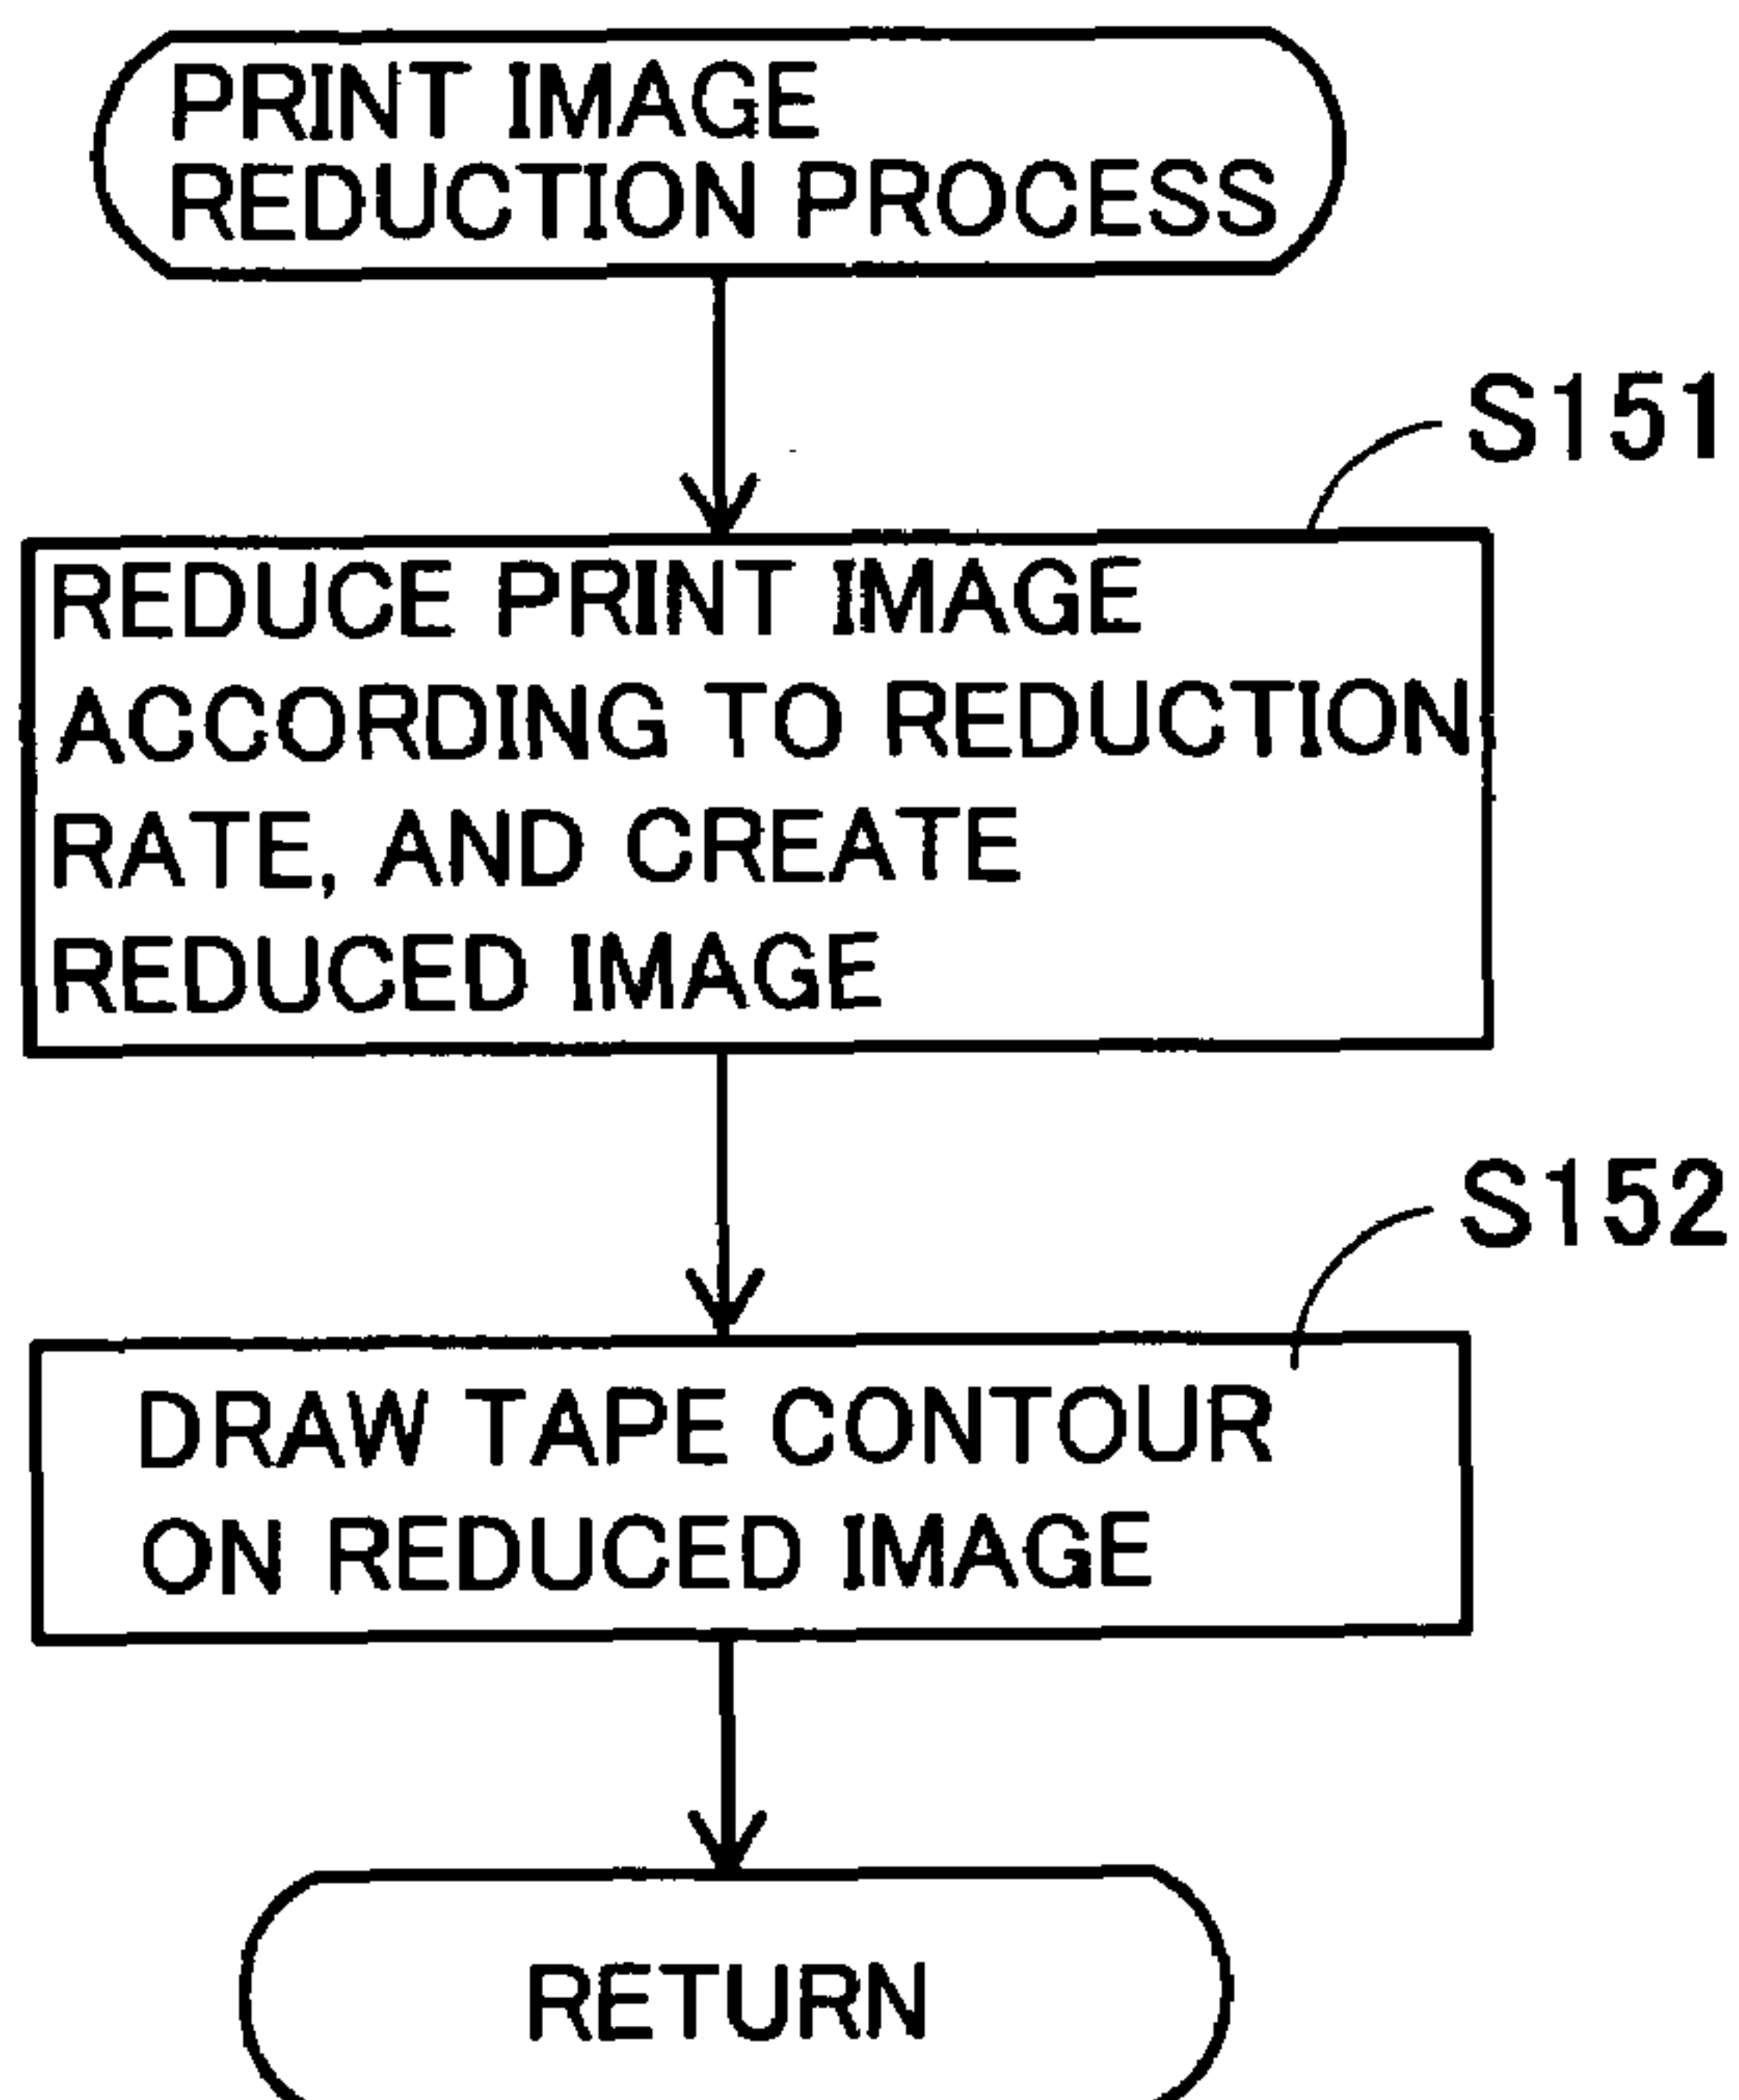 PRINT IMAGE
REDUCTION PROCESS
S151
REDUCE PRINT IMAGE
ACCORDING TO REDUCTION
RATE, AND CREATE
REDUCED IMAGE
S152
DRAW TAPE CONTOUR
ON REDUCED IMAGE
RETURN